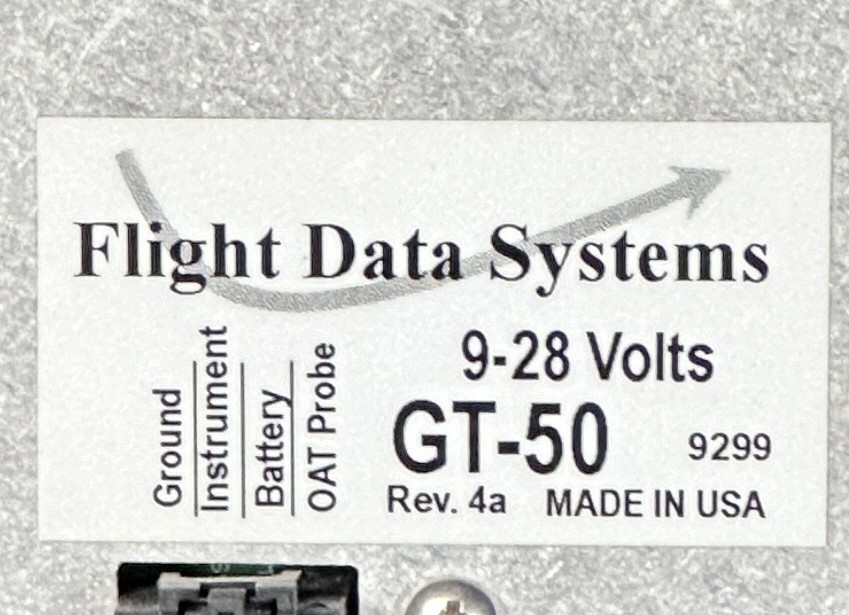 Flight Data Systems
9-28 Volts
Ground
Instrument
Battery
OAT Probe
GT-50
9299
Rev. 4a MADE IN USA